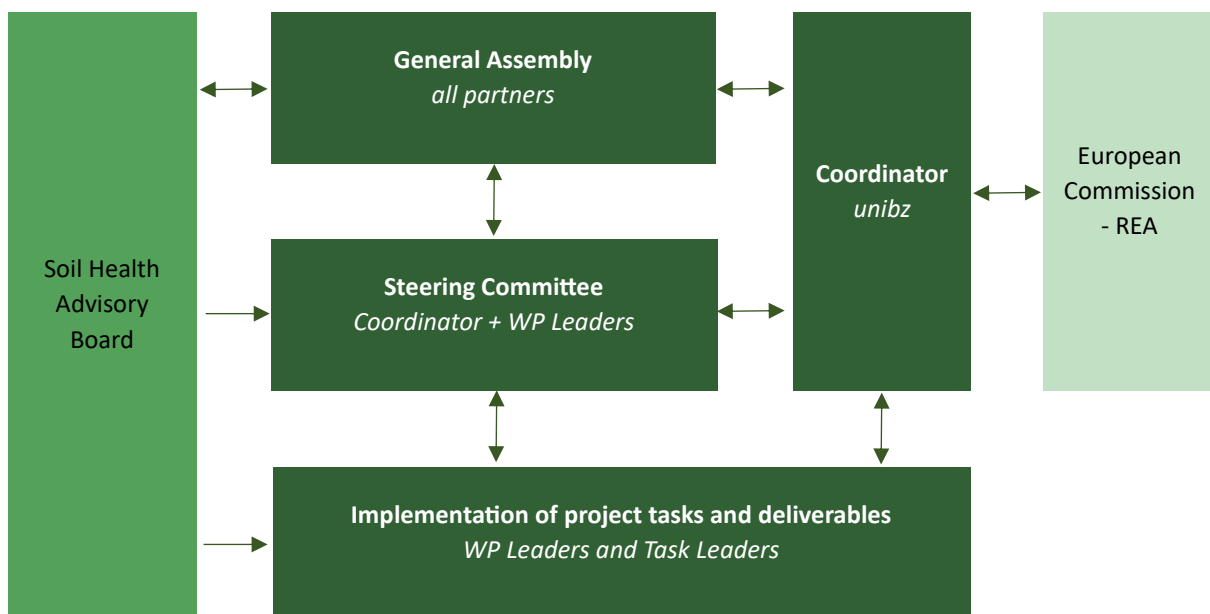 General Assembly
all partners
Coordinator
unibz
European
Commission
- REA
Soil Health
Advisory
Board
Steering Committee
Coordinator + WP Leaders
Implementation of project tasks and deliverables
WP Leaders and Task Leaders